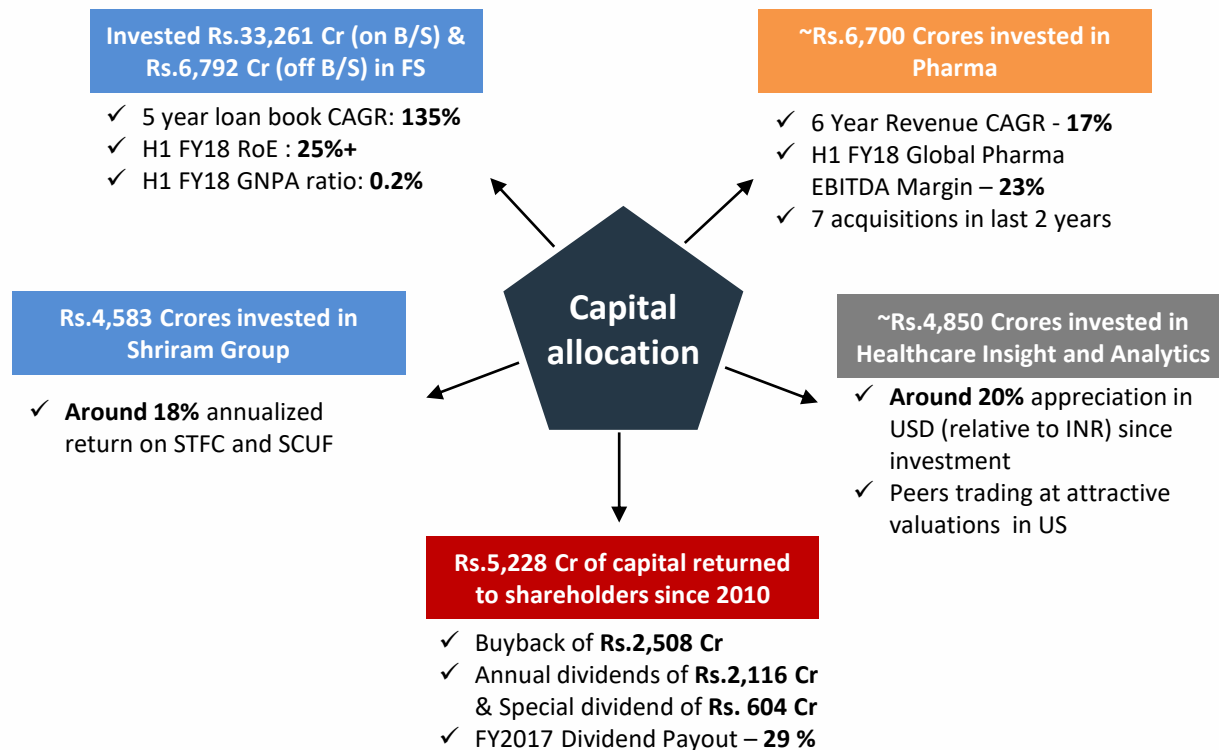 Invested Rs.33,261 Cr (on B/S) &
Rs.6,792 Cr (off B/S) in FS
✓ 5 year loan book CAGR: 135%
✓ H1 FY18 RoE : 25%+
✓ H1 FY18 GNPA ratio: 0.2%
~Rs.6,700 Crores invested in
Pharma
✓ 6 Year Revenue CAGR - 17%
✓ H1 FY18 Global Pharma
EBITDA Margin – 23%
✓ 7 acquisitions in last 2 years
Capital
allocation
Rs.4,583 Crores invested in
Shriram Group
✓ Around 18% annualized
return on STFC and SCUF
~Rs.4,850 Crores invested in
Healthcare Insight and Analytics
✓ Around 20% appreciation in
USD (relative to INR) since
investment
✓ Peers trading at attractive
valuations in US
Rs.5,228 Cr of capital returned
to shareholders since 2010
✓ Buyback of Rs.2,508 Cr
✓ Annual dividends of Rs.2,116 Cr
& Special dividend of Rs. 604 Cr
✓ FY2017 Dividend Payout – 29 %